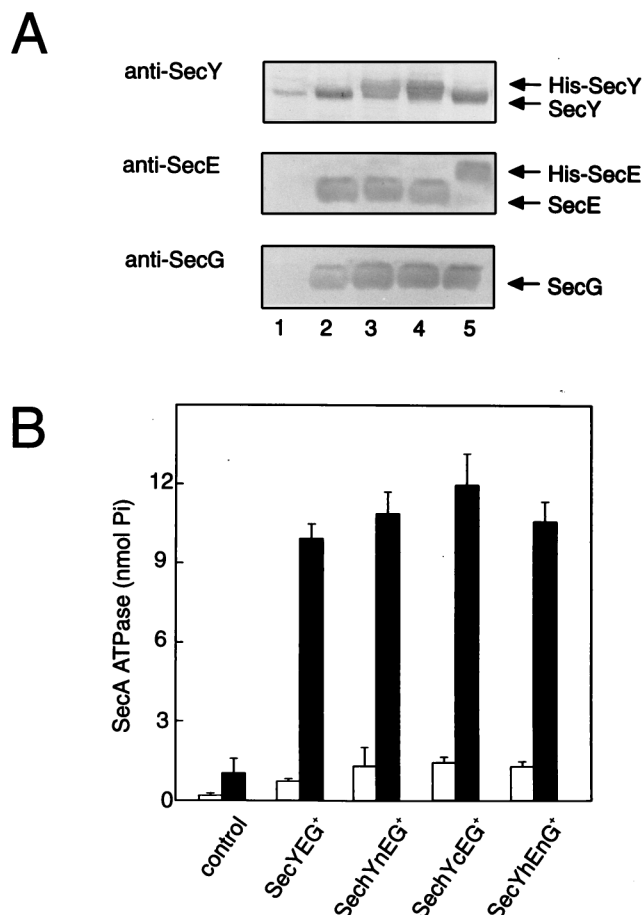 A
anti-SecY
His-SecY
SecY
anti-SecE
His-SecE
SecE
anti-SecG
SecG
1 2 3 4 5
B
SecA ATPase (nmol Pi)
12
9
6
3
0
control
SecYEG+
SechYnEG+
SechYcEG+
SecYhEnG+